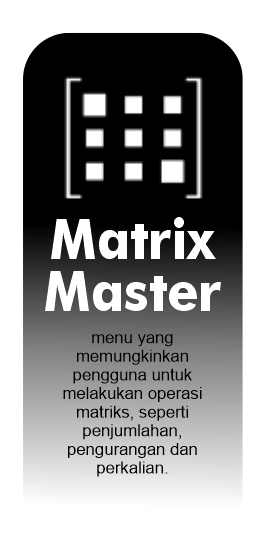 Matrix
Master
menu yang
memungkinkan
pengguna untuk
melakukan operasi
matriks, seperti
penjumlahan,
pengurangan dan
perkalian.